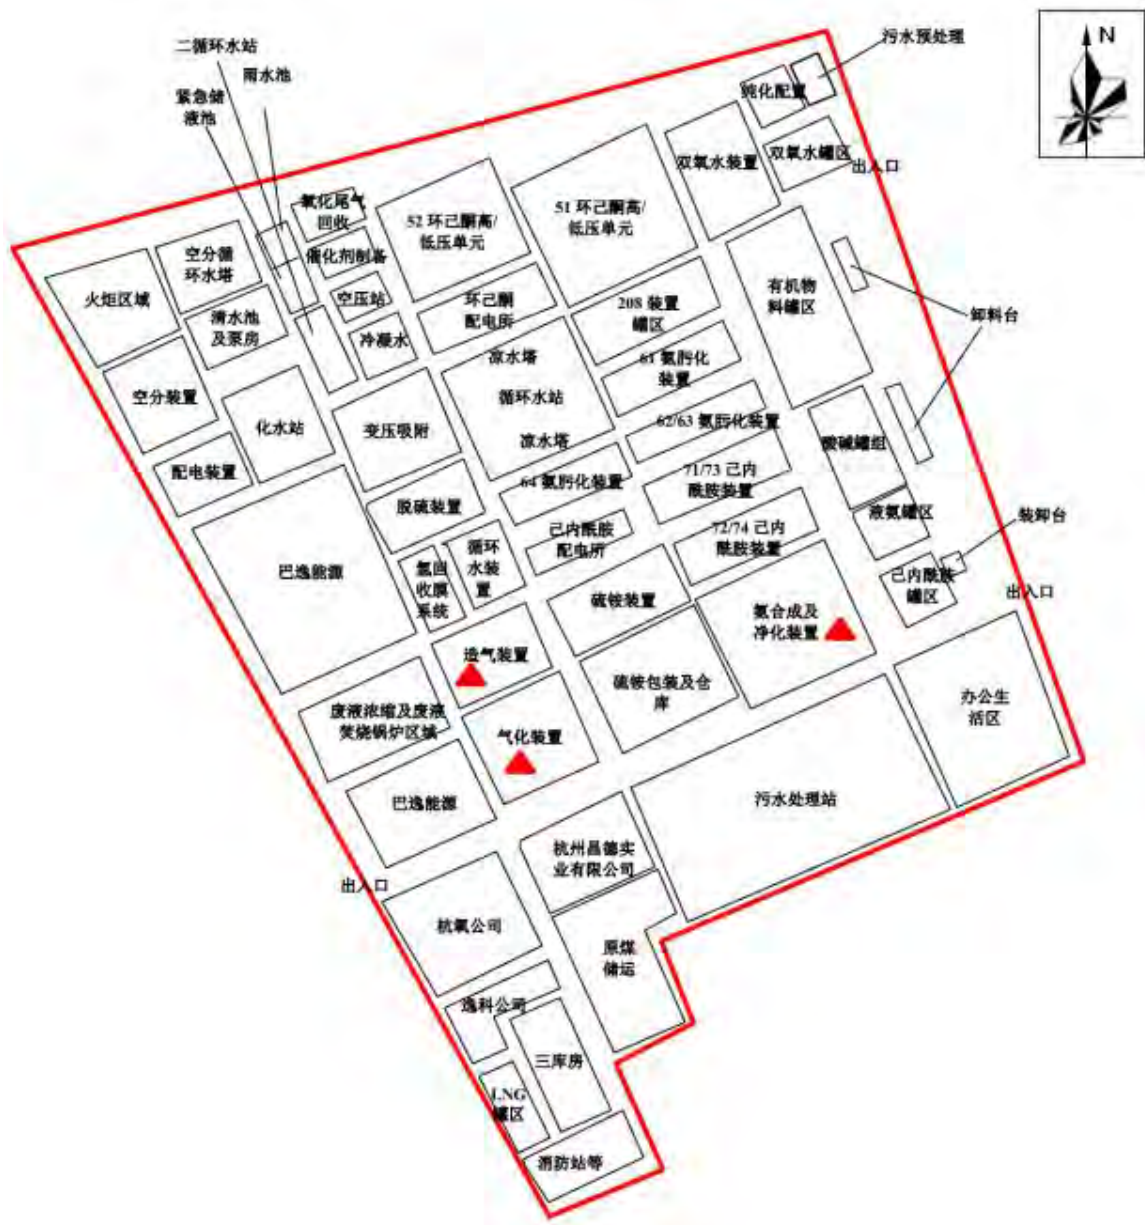 N
污水预处理
二循环水站
雨水池
紧急储
液池
纯化配置
双氧水装置
双氧水罐区
出入口
氧化尾气
回收
52 环己酮高/
低压单元
51 环己酮高/
低压单元
空分循
环水塔
催化剂制备
火炬区域
空压站
环己酮
配电所
208 装置
罐区
有机物
料罐区
卸料台
清水池
及泵房
冷凝水
凉水塔
61 氨肟化
装置
空分装置
循环水站
化水站
变压吸附
凉水塔
62/63 氨肟化装置
酸碱罐组
配电装置
64 氨肟化装置
71/73 己内
酰胺装置
脱硫装置
液氨罐区
装卸台
循环
水装
置
己内酰胺
配电所
72/74 己内
酰胺装置
巴逸能源
氢回
收膜
系统
己内酰胺
罐区
出入口
硫铵装置
氨合成及
净化装置
造气装置
硫铵包装及仓
库
办公生
活区
废液浓缩及废液
焚烧锅炉区域
气化装置
巴逸能源
污水处理站
杭州昌德实
业有限公司
出入口
杭氧公司
原煤
储运
逸科公司
三库房
LNG
罐区
消防站等